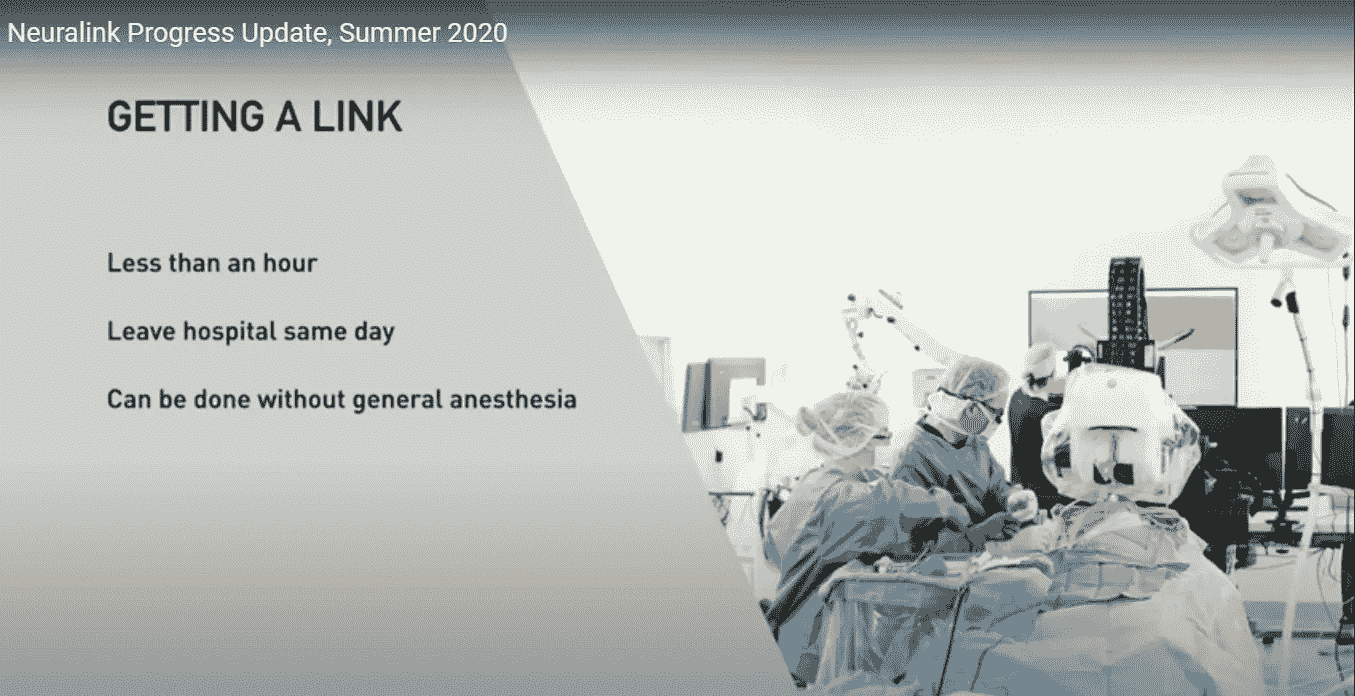 Neuralink Progress Update, Summer 2020
GETTING A LINK
Less than an hour
Leave hospital same day
Can be done without general anesthesia